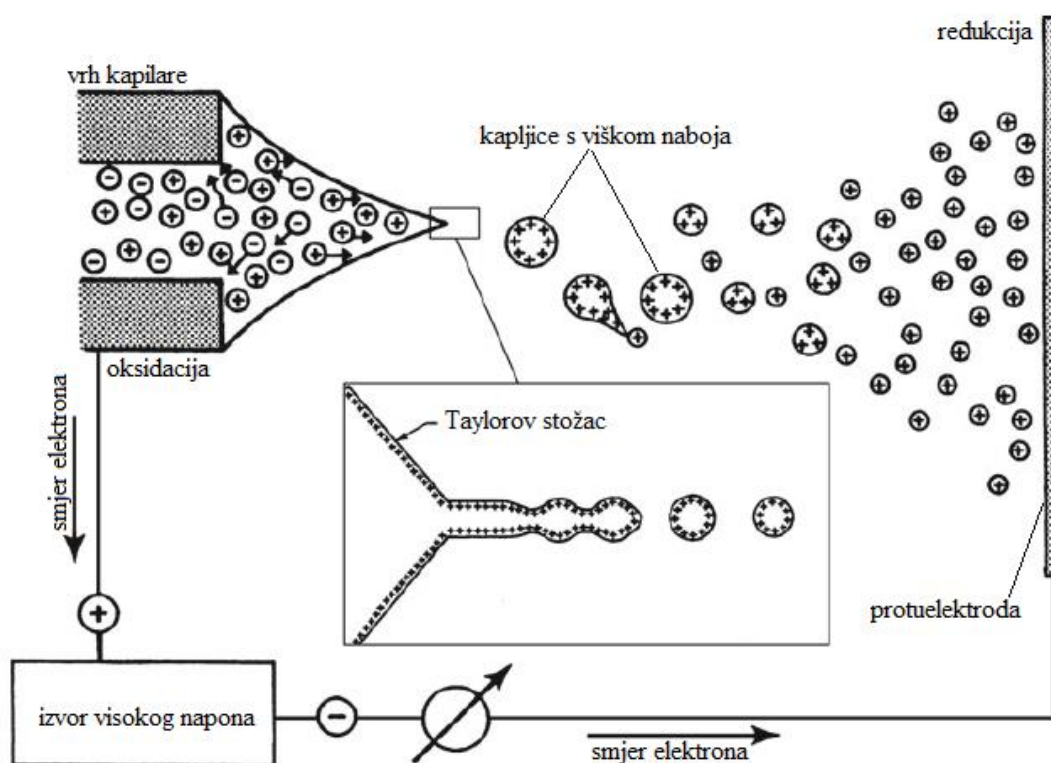 redukcija
vrh kapilare
kapljice s viškom naboja
oksidacija
smjer elektrona
Taylorov stožac
protuelektroda
izvor visokog napona
smjer elektrona